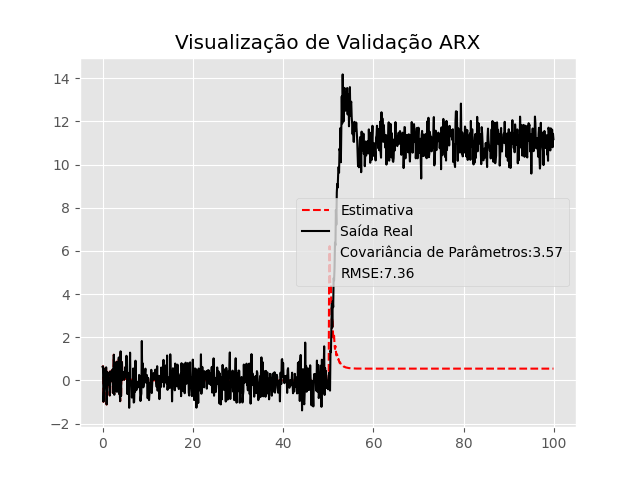 Visualização de Validação ARX
14
12
10
8
6
4
2
0
−2
Estimativa
Saída Real
Covariância de Parâmetros:3.57
RMSE:7.36
0 20 40 60 80 100